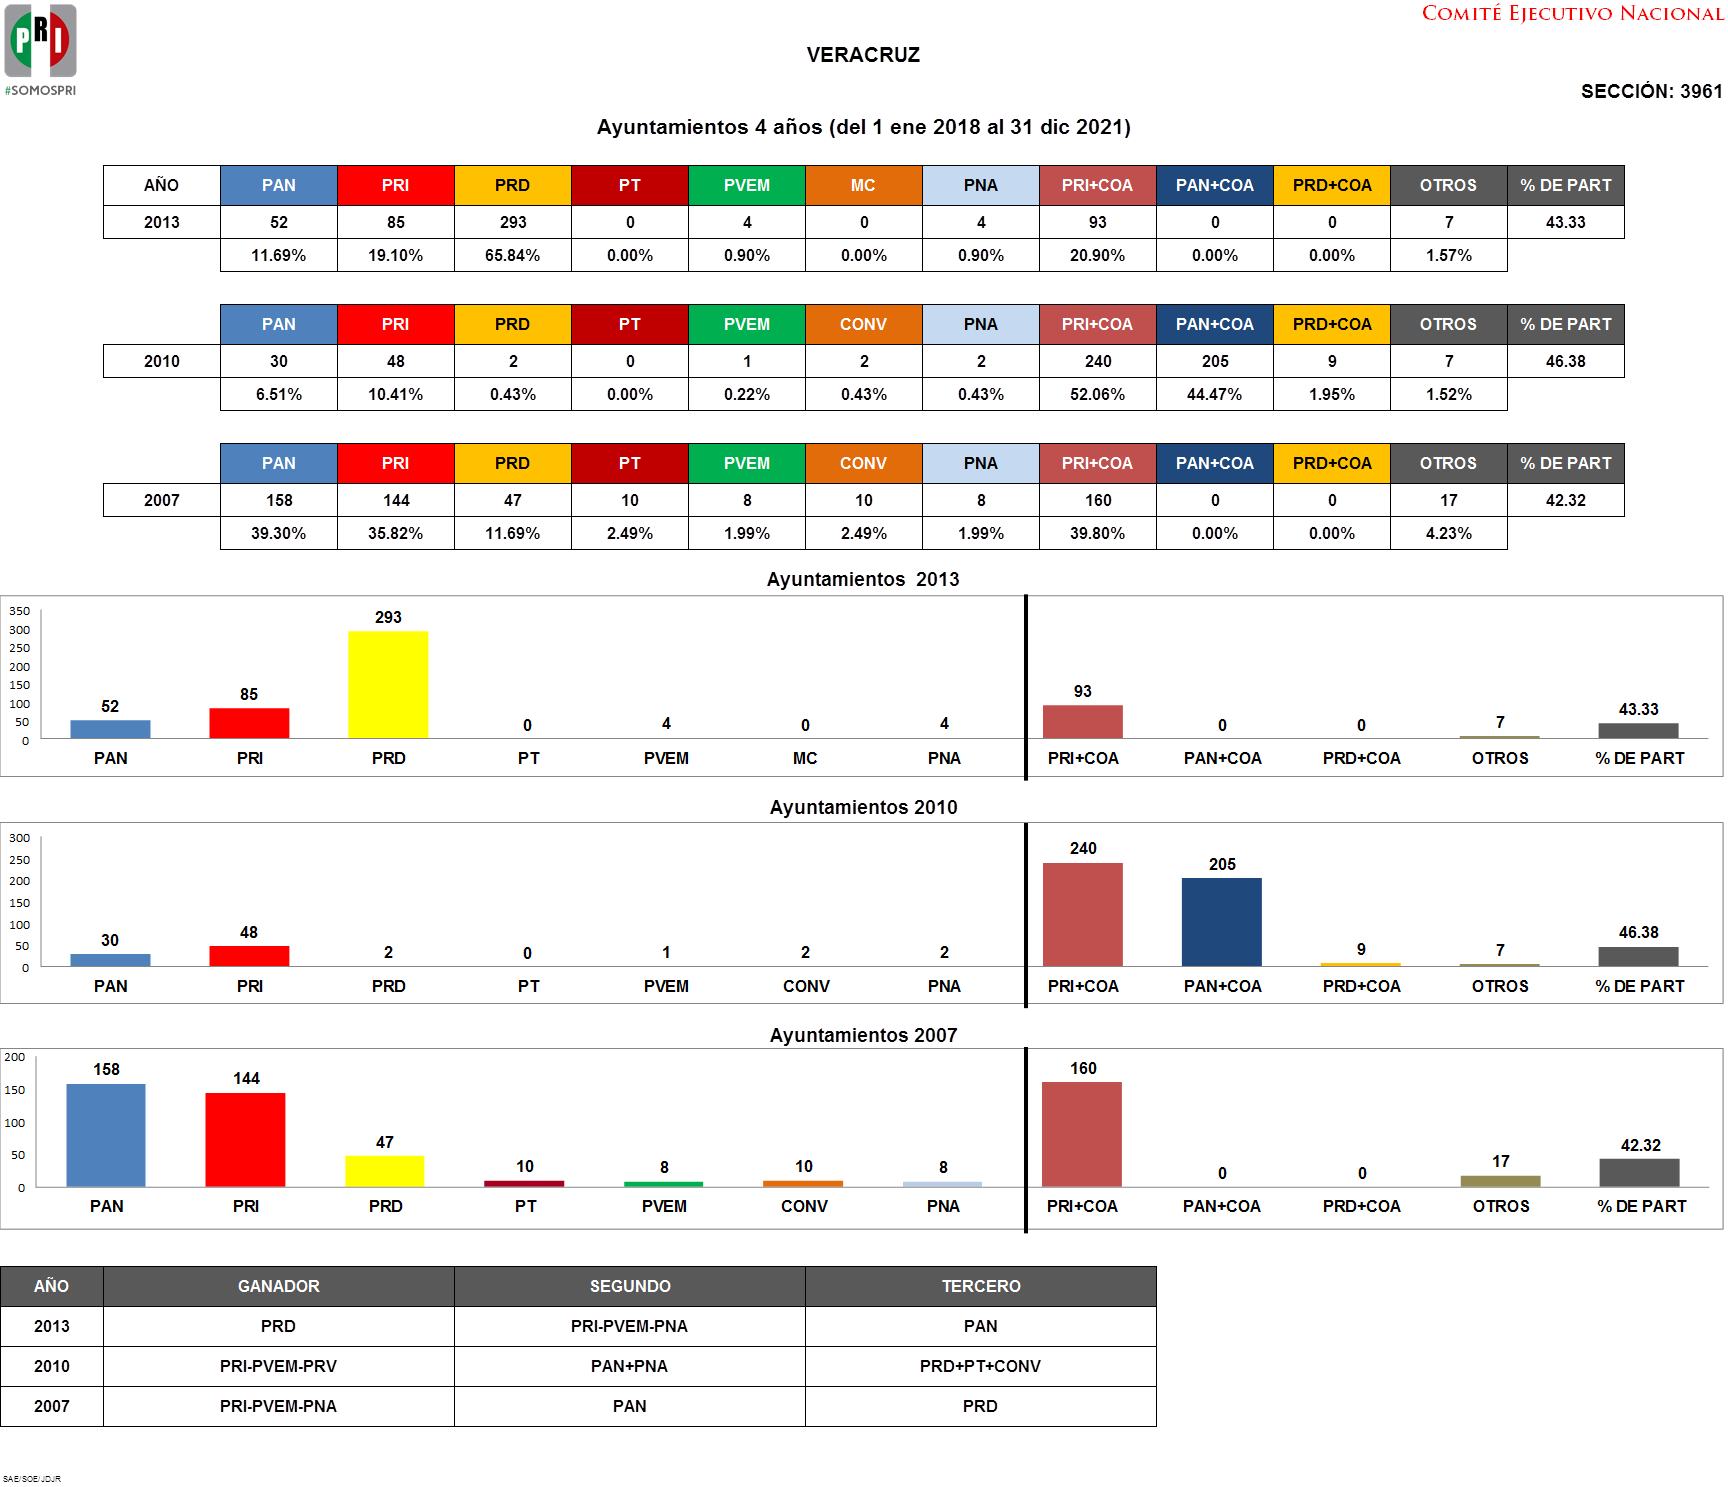 PRI
#SOMOSPRI
COMITÉ EJECUTIVO NACIONAL
VERACRUZ
SECCIÓN: 3961
Ayuntamientos 4 años (del 1 ene 2018 al 31 dic 2021)
AÑO PAN PRI PRD PT PVEM MC PNA PRI+COA PAN+COA PRD+COA OTROS % DE PART
2013 52 85 293 0 4 0 4 93 0 0 7 43.33
11.69% 19.10% 65.84% 0.00% 0.90% 0.00% 0.90% 20.90% 0.00% 0.00% 1.57%
PAN PRI PRD PT PVEM CONV PNA PRI+COA PAN+COA PRD+COA OTROS % DE PART
2010 30 48 2 0 1 2 2 240 205 9 7 46.38
6.51% 10.41% 0.43% 0.00% 0.22% 0.43% 0.43% 52.06% 44.47% 1.95% 1.52%
PAN PRI PRD PT PVEM CONV PNA PRI+COA PAN+COA PRD+COA OTROS % DE PART
2007 158 144 47 10 8 10 8 160 0 0 17 42.32
39.30% 35.82% 11.69% 2.49% 1.99% 2.49% 1.99% 39.80% 0.00% 0.00% 4.23%
Ayuntamientos 2013
350
300
250
200
150
100
50
0
52 85 293 0 4 0 4 93 0 0 7 43.33
PAN PRI PRD PT PVEM MC PNA PRI+COA PAN+COA PRD+COA OTROS % DE PART
Ayuntamientos 2010
300
250
200
150
100
50
0
30 48 2 0 1 2 2 240 205 9 7 46.38
PAN PRI PRD PT PVEM CONV PNA PRI+COA PAN+COA PRD+COA OTROS % DE PART
Ayuntamientos 2007
200
150
100
50
0
158 144 47 10 8 10 8 160 0 0 17 42.32
PAN PRI PRD PT PVEM CONV PNA PRI+COA PAN+COA PRD+COA OTROS % DE PART
AÑO GANADOR SEGUNDO TERCERO
2013 PRD PRI-PVEM-PNA PAN
2010 PRI-PVEM-PRV PAN+PNA PRD+PT+CONV
2007 PRI-PVEM-PNA PAN PRD
SAE/SOE/JDJR